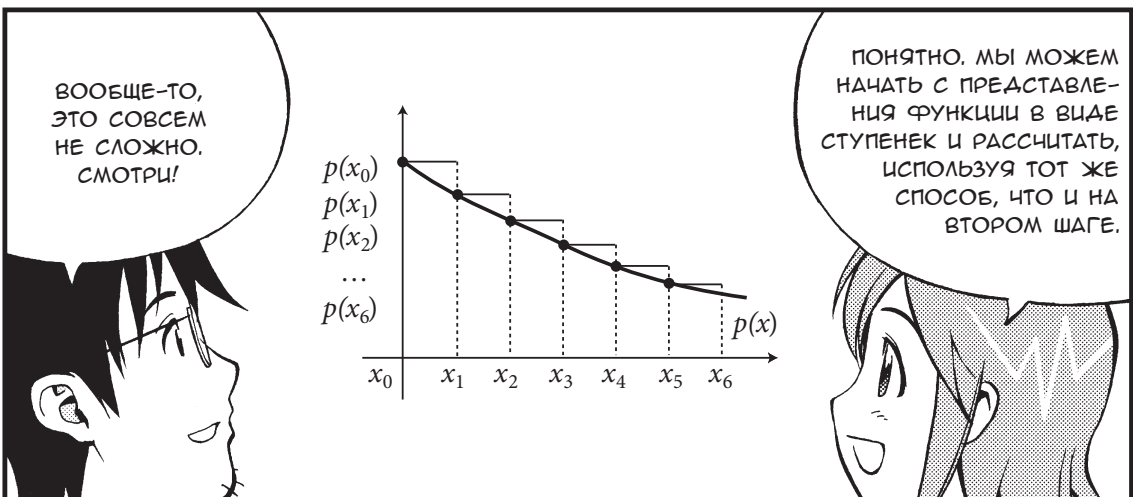 ВООБЩЕ-ТО,
ЭТО СОВСЕМ
НЕ СЛОЖНО.
СМОТРИ!
p(x₀)
p(x₁)
p(x₂)
...
p(x₆)
p(x)
x₀ x₁ x₂ x₃ x₄ x₅ x₆
ПОНЯТНО. МЫ МОЖЕМ
НАЧАТЬ С ПРЕДСТАВЛЕ-
НИЯ ФУНКЦИИ В ВИДЕ
СТУПЕНЕК И РАССЧИТАТЬ,
ИСПОЛЬЗУЯ ТОТ ЖЕ
СПОСОБ, ЧТО И НА
ВТОРОМ ШАГЕ.